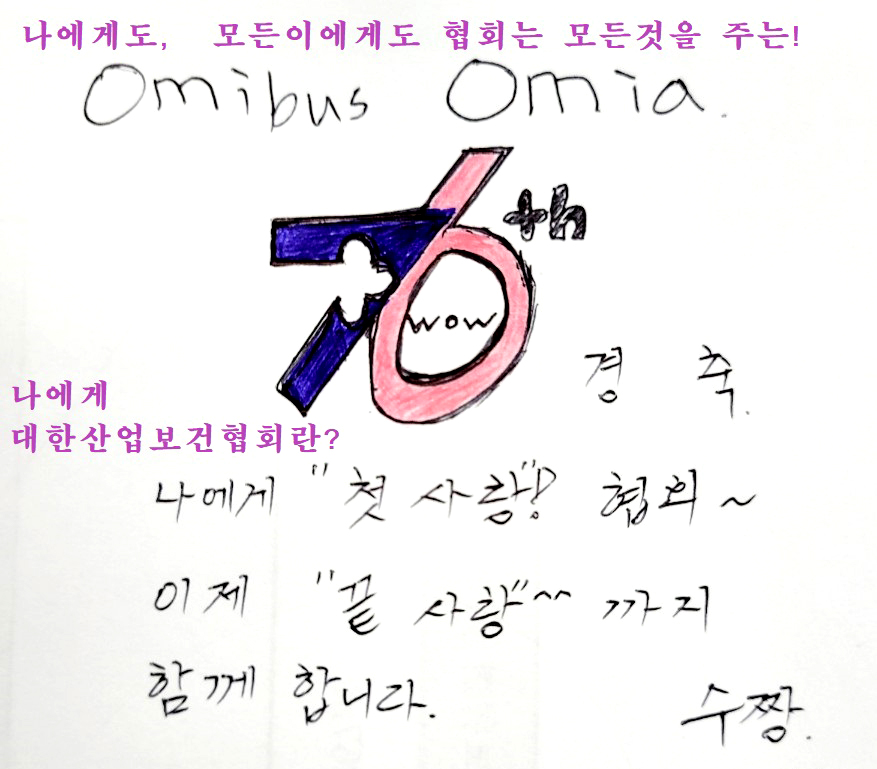 나에게도, 모든이에게도 협회는 모든것을 주는!
Omibus Omia.
76th
wow
경 축.
나에게
대한산업보건협회란?
나에게 "첫 사랑"! 협회~
이제 "끝 사랑"^^ 까지
함께 합니다.
수짱.